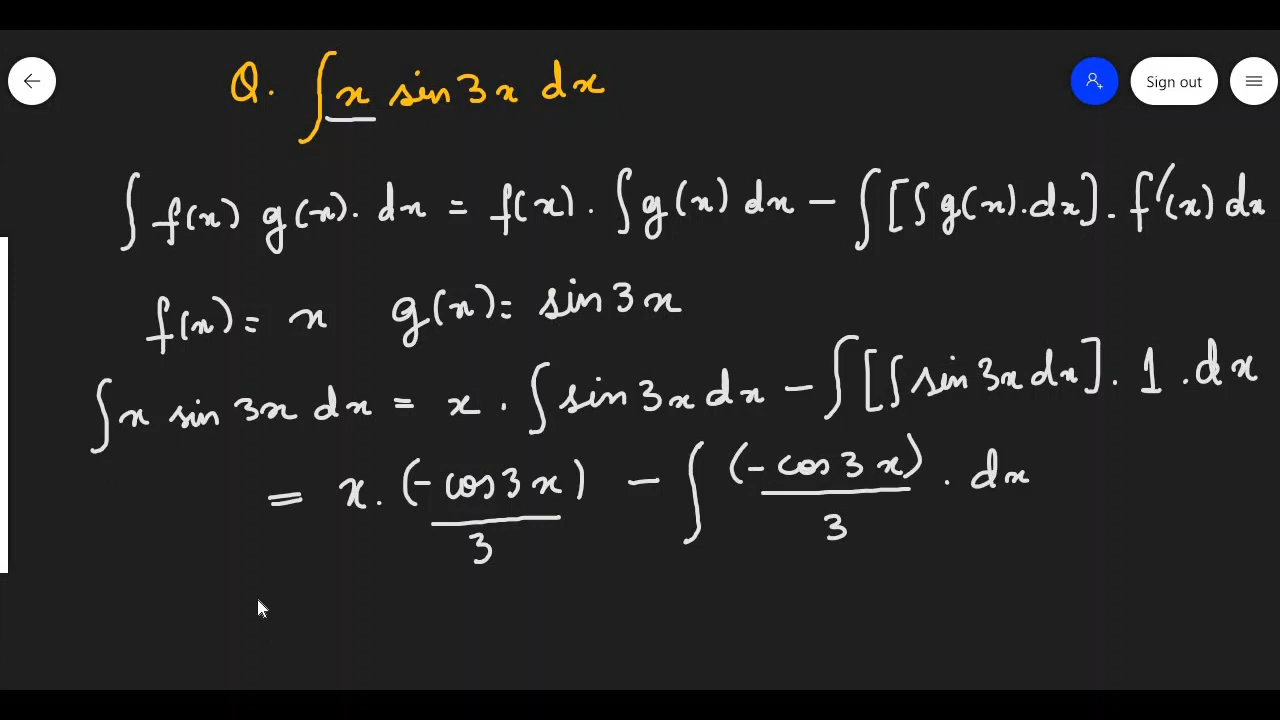 Q. ∫ x sin 3x dx
Sign out
∫ f(x) g(x). dx = f(x). ∫ g(x) dx - ∫ [∫ g(x).dx]. f'(x) dx
f(x) = x g(x) = sin 3x
∫ x sin 3x dx = x . ∫ sin 3x dx - ∫ [∫ sin 3x dx]. 1 . dx
= x. (-cos 3x)/3 - ∫ (-cos 3x)/3 . dx